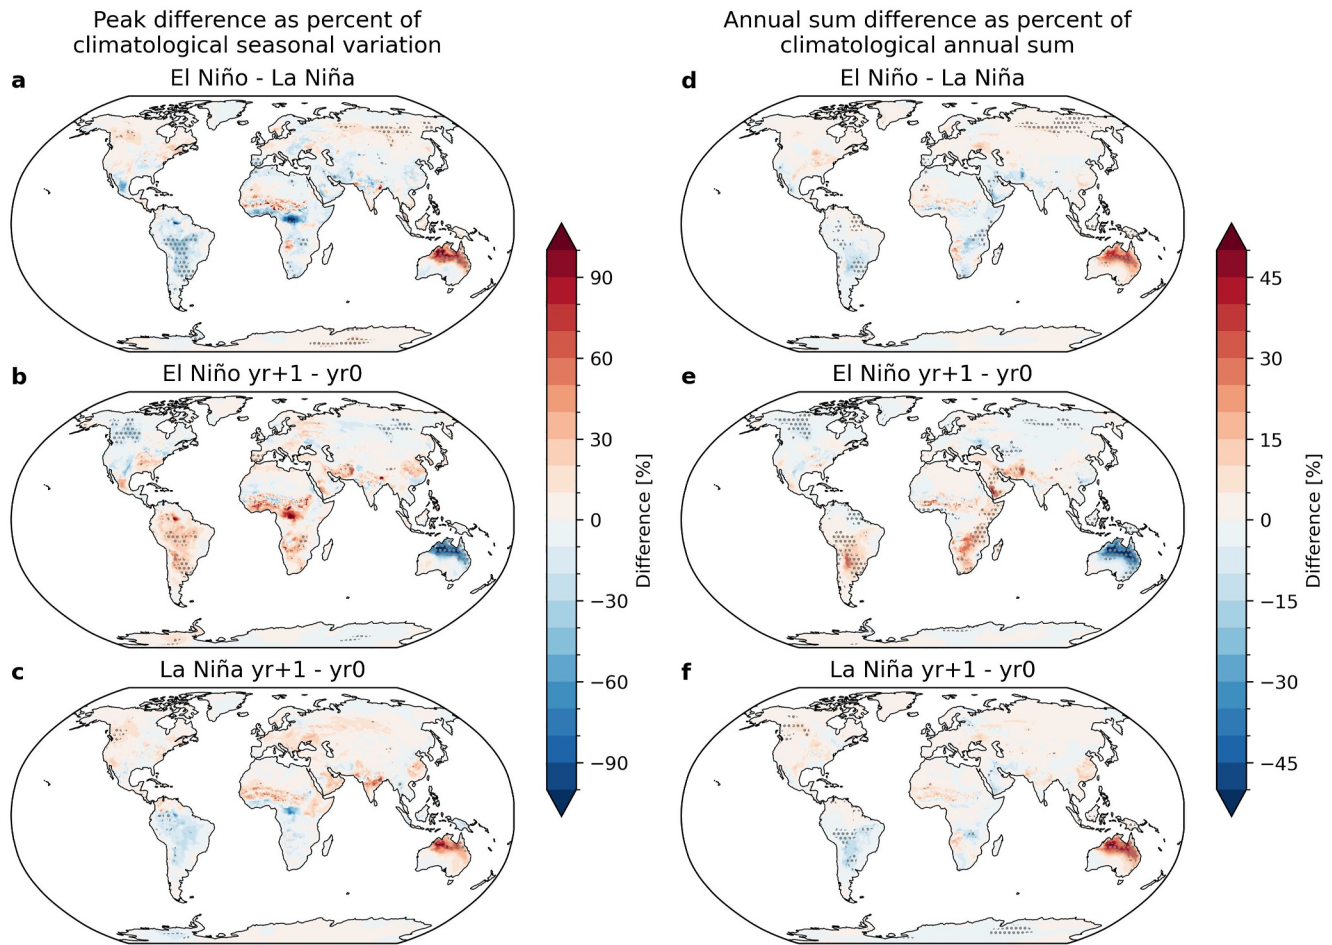 Peak difference as percent of
climatological seasonal variation
a
El Niño - La Niña
b
El Niño yr+1 - yr0
c
La Niña yr+1 - yr0
90
60
30
0
−30
−60
−90
Difference [%]
Annual sum difference as percent of
climatological annual sum
d
El Niño - La Niña
e
El Niño yr+1 - yr0
f
La Niña yr+1 - yr0
45
30
15
0
−15
−30
−45
Difference [%]